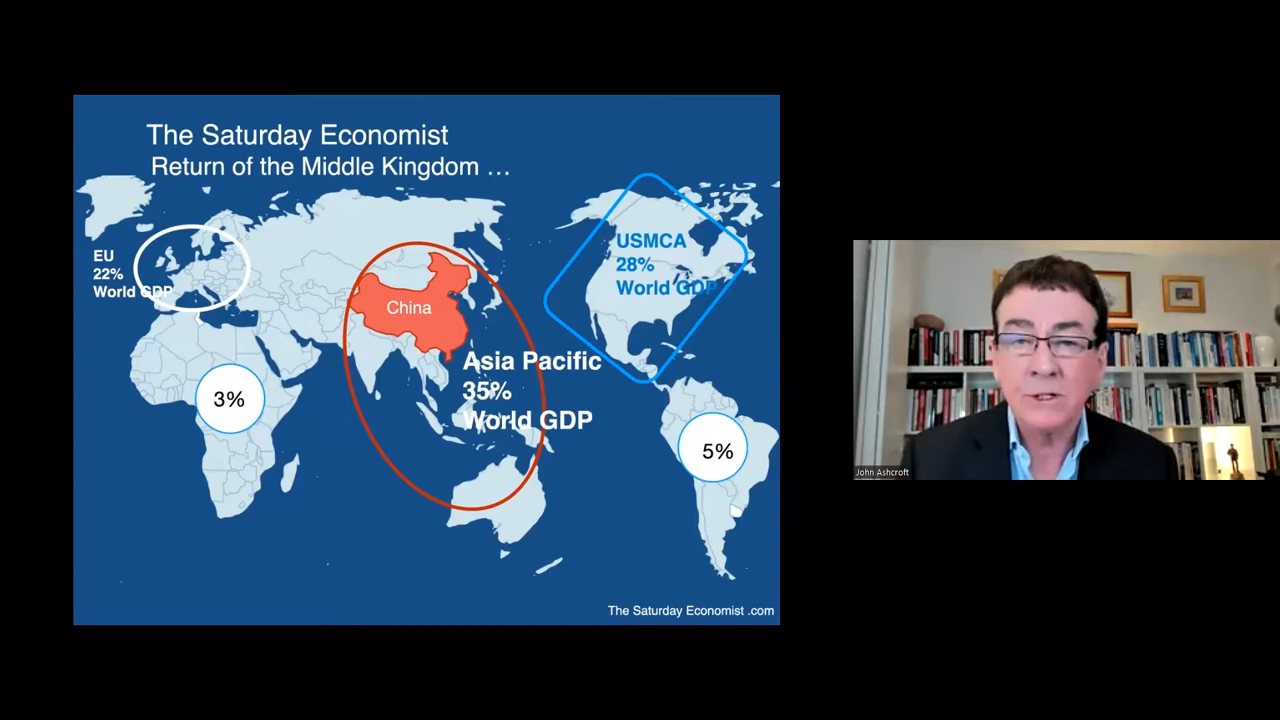 The Saturday Economist
Return of the Middle Kingdom …
EU
22%
World GDP
USMCA
28%
World GDP
China
Asia Pacific
35%
World GDP
3%
5%
The Saturday Economist .com
John Ashcroft